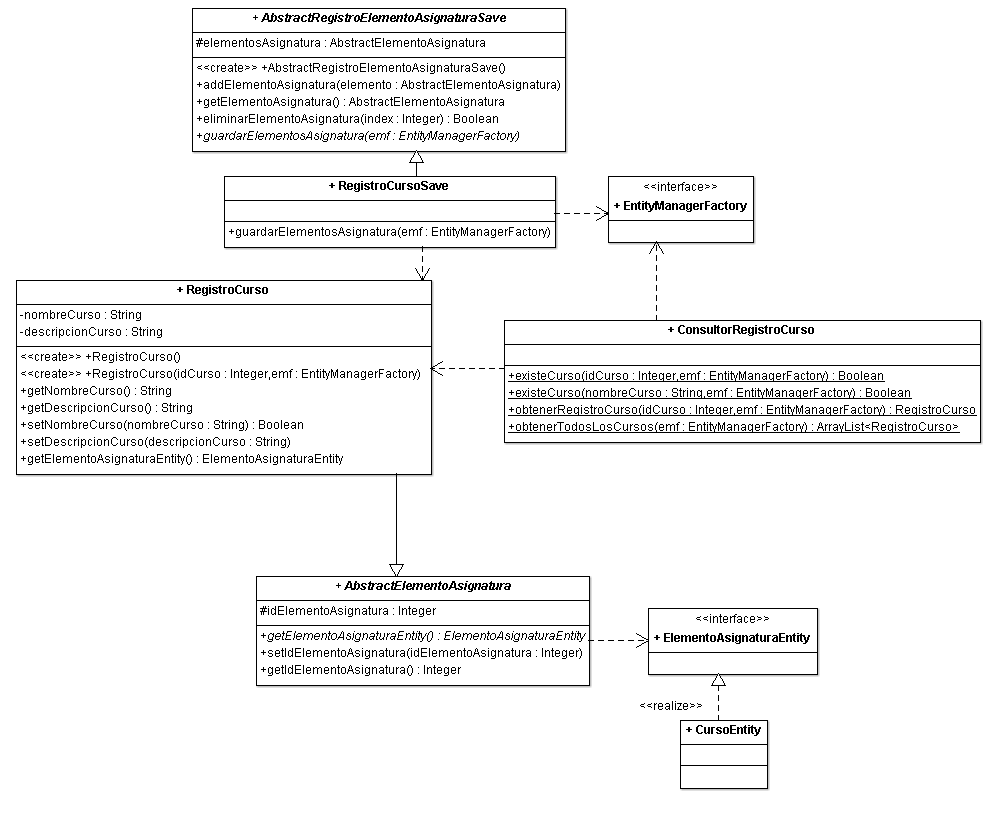 + AbstractRegistroElementoAsignaturaSave
#elementosAsignatura : AbstractElementoAsignatura
<<create>> +AbstractRegistroElementoAsignaturaSave()
+addElementoAsignatura(elemento : AbstractElementoAsignatura)
+getElementoAsignatura() : AbstractElementoAsignatura
+eliminarElementoAsignatura(index : Integer) : Boolean
+guardarElementosAsignatura(emf : EntityManagerFactory)
+ RegistroCursoSave
+guardarElementosAsignatura(emf : EntityManagerFactory)
<<interface>>
+ EntityManagerFactory
+ RegistroCurso
-nombreCurso : String
-descripcionCurso : String
<<create>> +RegistroCurso()
<<create>> +RegistroCurso(idCurso : Integer,emf : EntityManagerFactory)
+getNombreCurso() : String
+getDescripcionCurso() : String
+setNombreCurso(nombreCurso : String) : Boolean
+setDescripcionCurso(descripcionCurso : String)
+getElementoAsignaturaEntity() : ElementoAsignaturaEntity
+ ConsultorRegistroCurso
+existeCurso(idCurso : Integer,emf : EntityManagerFactory) : Boolean
+existeCurso(nombreCurso : String,emf : EntityManagerFactory) : Boolean
+obtenerRegistroCurso(idCurso : Integer,emf : EntityManagerFactory) : RegistroCurso
+obtenerTodosLosCursos(emf : EntityManagerFactory) : ArrayList<RegistroCurso>
+ AbstractElementoAsignatura
#idElementoAsignatura : Integer
+getElementoAsignaturaEntity() : ElementoAsignaturaEntity
+setIdElementoAsignatura(idElementoAsignatura : Integer)
+getIdElementoAsignatura() : Integer
<<interface>>
+ ElementoAsignaturaEntity
<<realize>>
+ CursoEntity